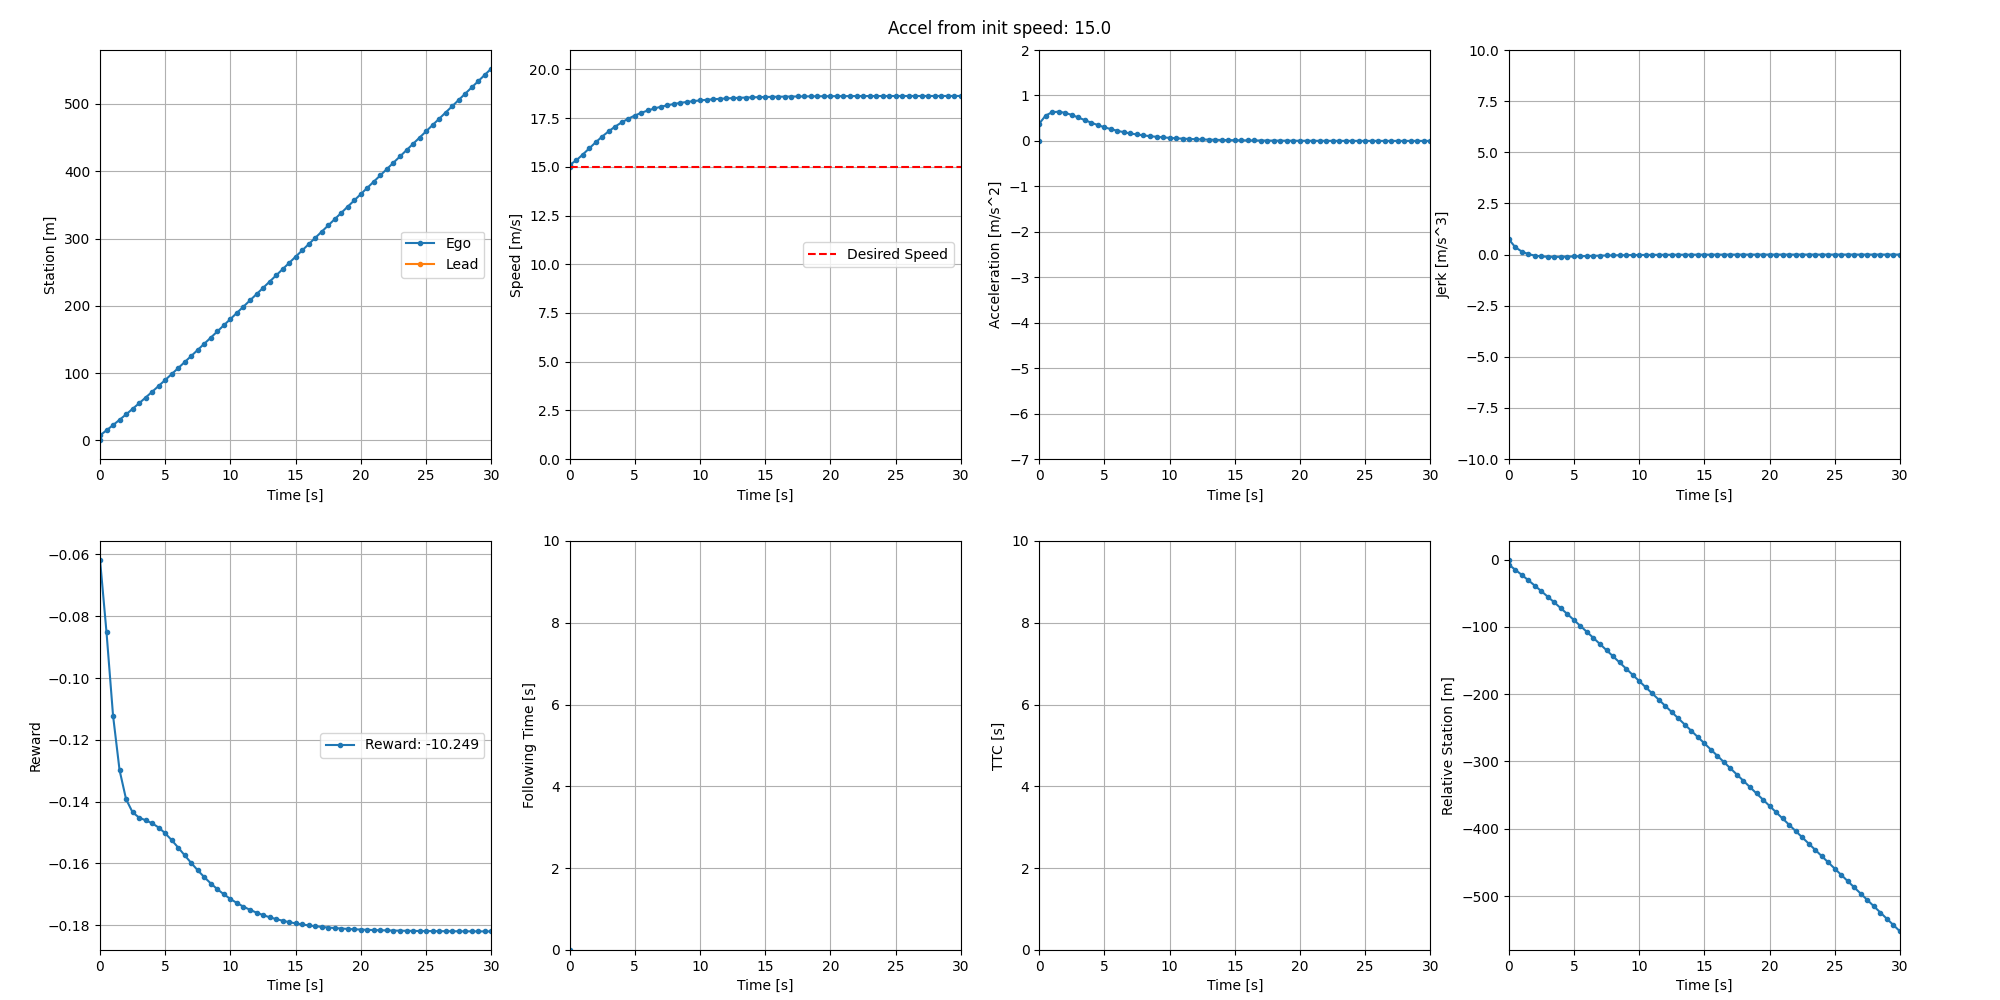 Accel from init speed: 15.0
Station [m]
500
400
300
200
100
0
0 5 10 15 20 25 30
Time [s]
Ego
Lead
Speed [m/s]
20.0
17.5
15.0
12.5
10.0
7.5
5.0
2.5
0.0
0 5 10 15 20 25 30
Time [s]
Desired Speed
Acceleration [m/s^2]
2
1
0
−1
−2
−3
−4
−5
−6
−7
0 5 10 15 20 25 30
Time [s]
Jerk [m/s^3]
10.0
7.5
5.0
2.5
0.0
−2.5
−5.0
−7.5
−10.0
0 5 10 15 20 25 30
Time [s]
Reward
−0.06
−0.08
−0.10
−0.12
−0.14
−0.16
−0.18
0 5 10 15 20 25 30
Time [s]
Reward: -10.249
Following Time [s]
10
8
6
4
2
0
0 5 10 15 20 25 30
Time [s]
TTC [s]
10
8
6
4
2
0
0 5 10 15 20 25 30
Time [s]
Relative Station [m]
0
−100
−200
−300
−400
−500
0 5 10 15 20 25 30
Time [s]